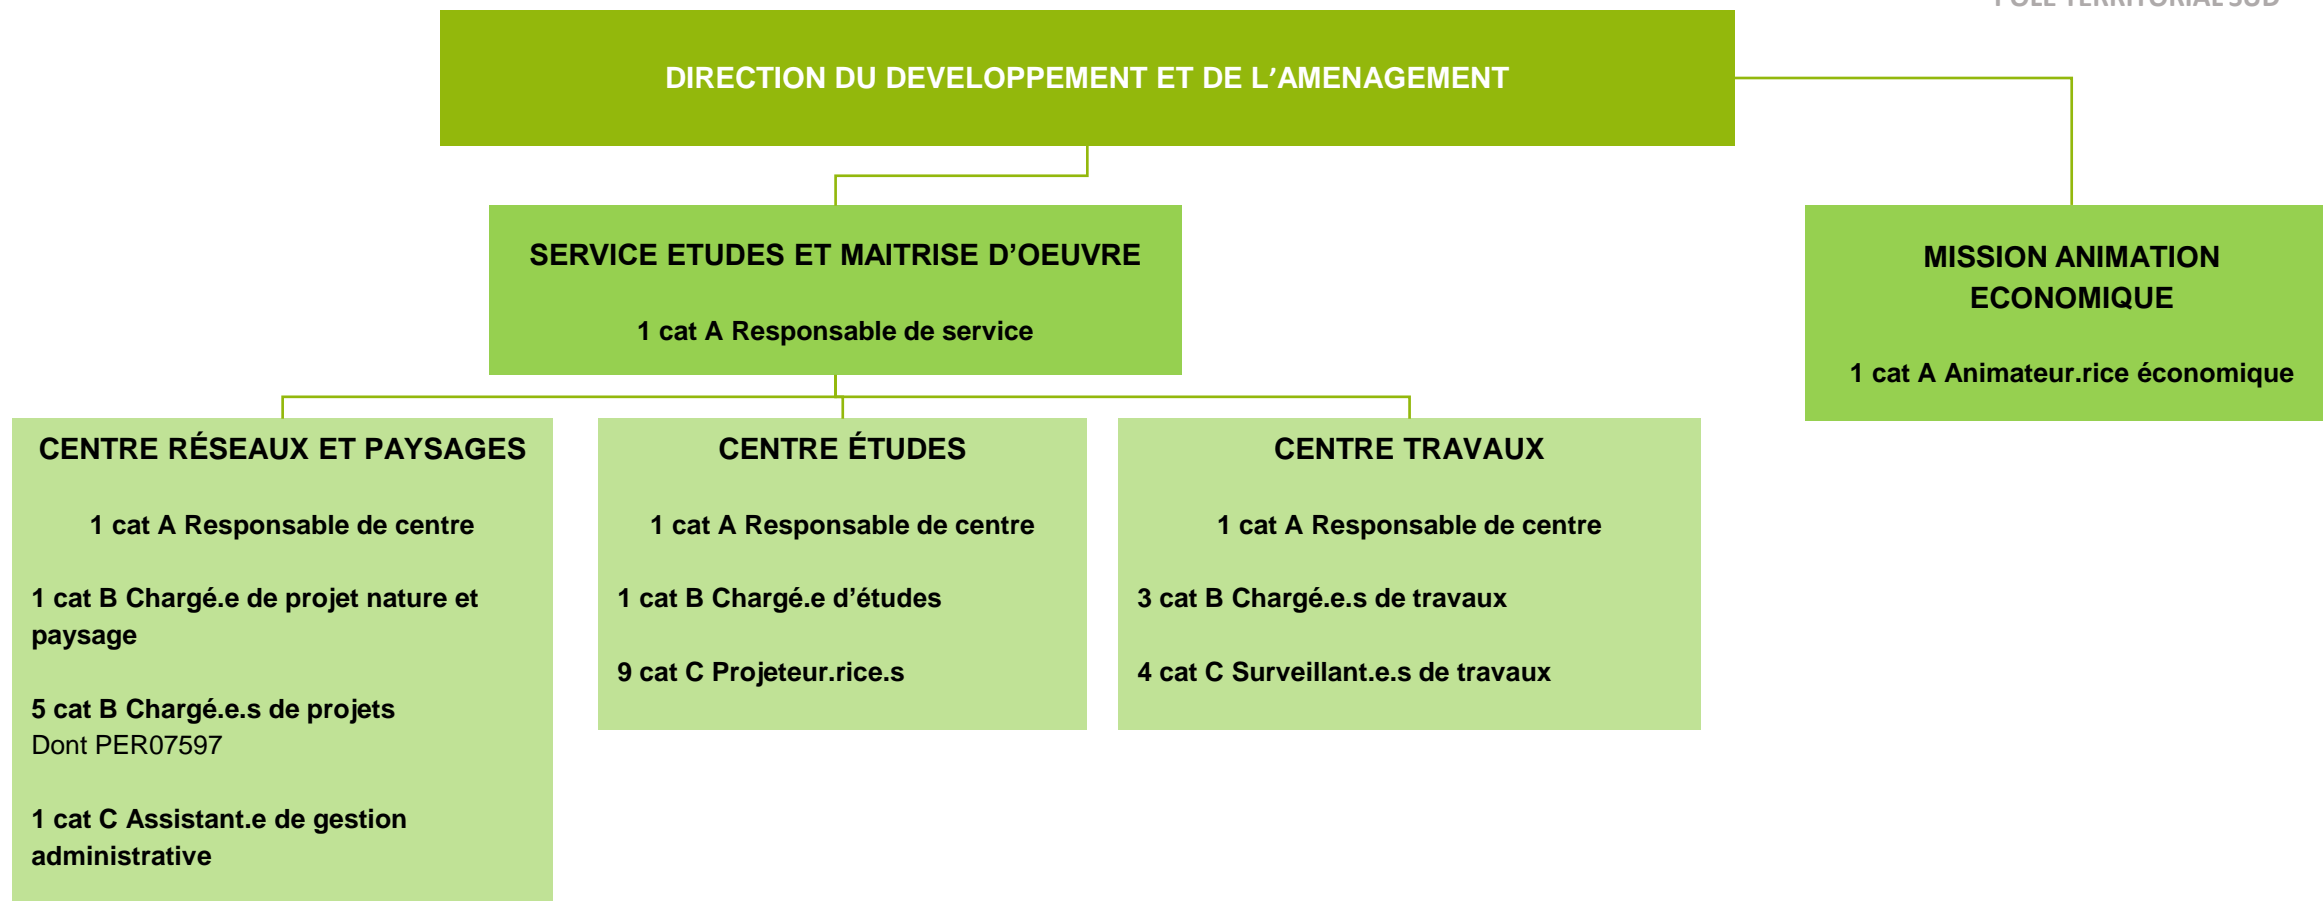 POLE TERRITORIAL SUD
DIRECTION DU DEVELOPPEMENT ET DE L’AMENAGEMENT
SERVICE ETUDES ET MAITRISE D’OEUVRE
1 cat A Responsable de service
MISSION ANIMATION
ECONOMIQUE
1 cat A Animateur.rice économique
CENTRE RÉSEAUX ET PAYSAGES
1 cat A Responsable de centre
1 cat B Chargé.e de projet nature et
paysage
5 cat B Chargé.e.s de projets
Dont PER07597
1 cat C Assistant.e de gestion
administrative
CENTRE ÉTUDES
1 cat A Responsable de centre
1 cat B Chargé.e d’études
9 cat C Projeteur.rice.s
CENTRE TRAVAUX
1 cat A Responsable de centre
3 cat B Chargé.e.s de travaux
4 cat C Surveillant.e.s de travaux